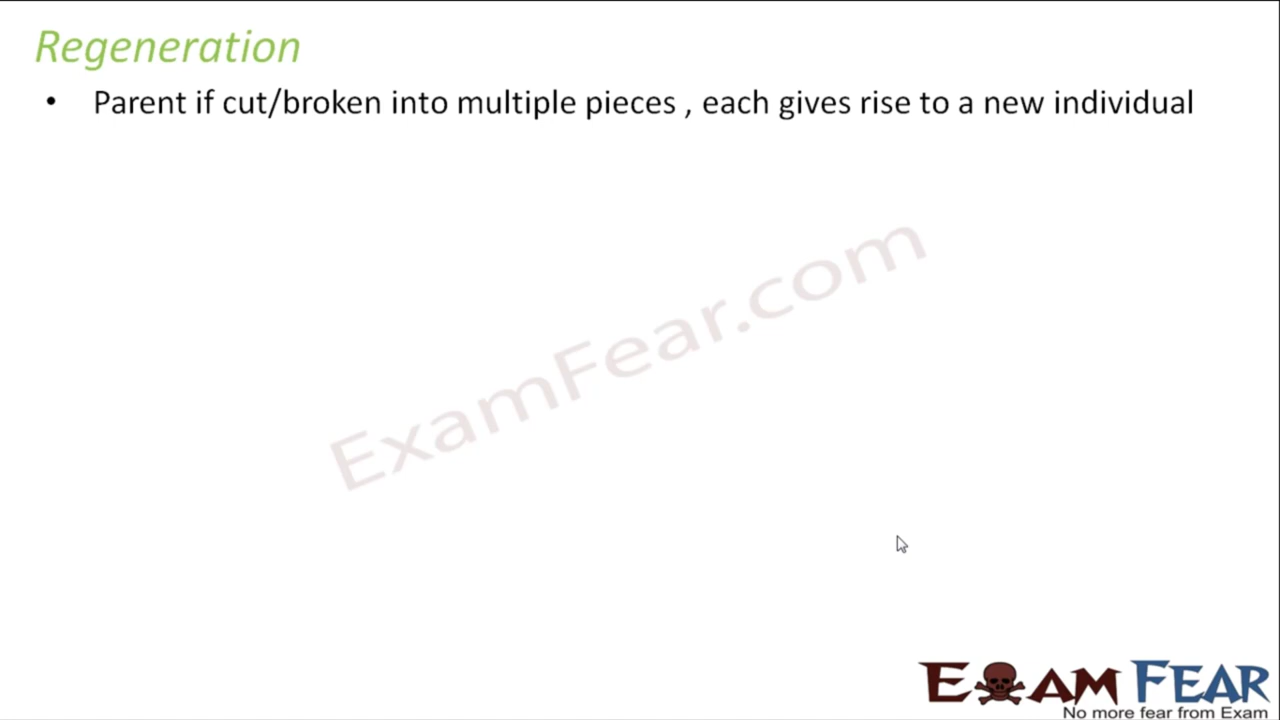 Regeneration
• Parent if cut/broken into multiple pieces , each gives rise to a new individual
ExamFear.com
EXAM FEAR
No more fear from Exam